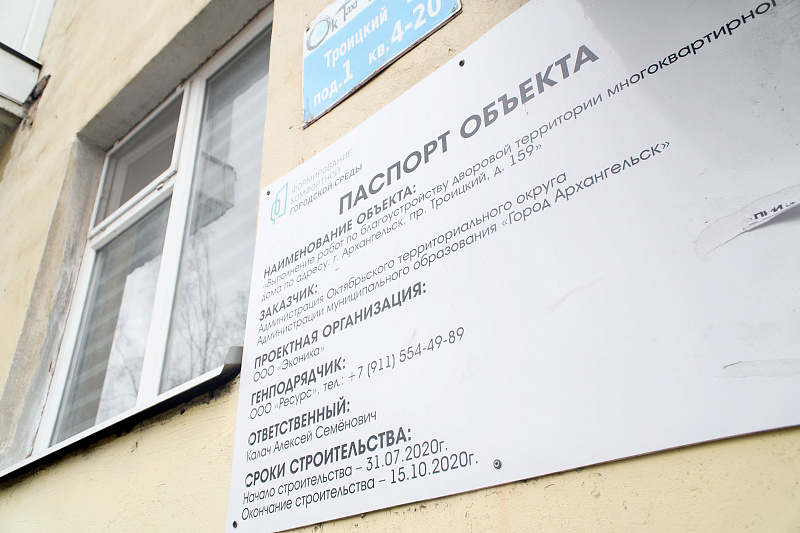 Ok Taxi
Троицкий
под.1 кв.4-20
ФОРМИРОВАНИЕ
КОМФОРТНОЙ
ГОРОДСКОЙ СРЕДЫ
ПАСПОРТ ОБЪЕКТА
НАИМЕНОВАНИЕ ОБЪЕКТА:
«Выполнение работ по благоустройству дворовой территории многоквартирного
дома по адресу: г. Архангельск, пр. Троицкий, д. 159»
ЗАКАЗЧИК:
Администрация Октябрьского территориального округа
Администрации муниципального образования «Город Архангельск»
ПРОЕКТНАЯ ОРГАНИЗАЦИЯ:
ООО «Эконика»
ГЕНПОДРЯДЧИК:
ООО «Ресурс», тел.: +7 (911) 554-49-89
ОТВЕТСТВЕННЫЙ:
Калач Алексей Семёнович
СРОКИ СТРОИТЕЛЬСТВА:
Начало строительства – 31.07.2020г.
Окончание строительства – 15.10.2020г.